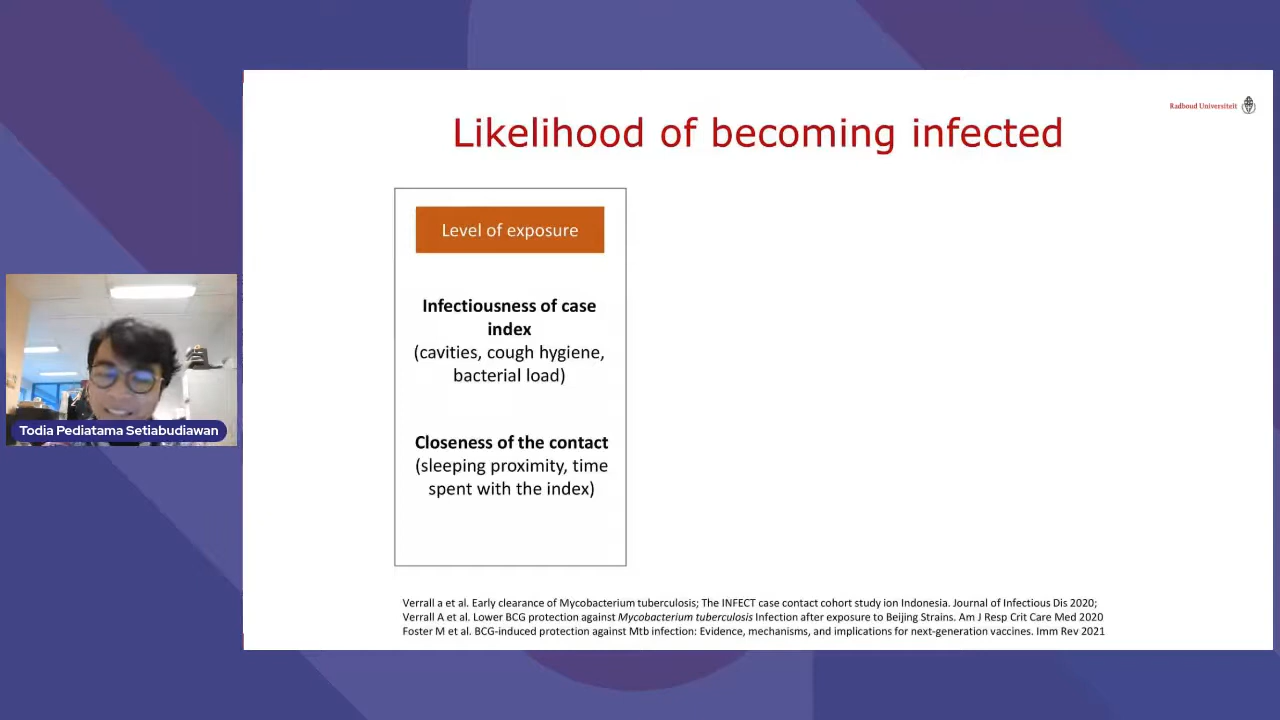 Radboud Universiteit
Likelihood of becoming infected
Level of exposure
Infectiousness of case
index
(cavities, cough hygiene,
bacterial load)
Closeness of the contact
(sleeping proximity, time
spent with the index)
Todia Pediatama Setiabudiawan
Verrall a et al. Early clearance of Mycobacterium tuberculosis; The INFECT case contact cohort study ion Indonesia. Journal of Infectious Dis 2020;
Verrall A et al. Lower BCG protection against Mycobacterium tuberculosis Infection after exposure to Beijing Strains. Am J Resp Crit Care Med 2020
Foster M et al. BCG-induced protection against Mtb infection: Evidence, mechanisms, and implications for next-generation vaccines. Imm Rev 2021